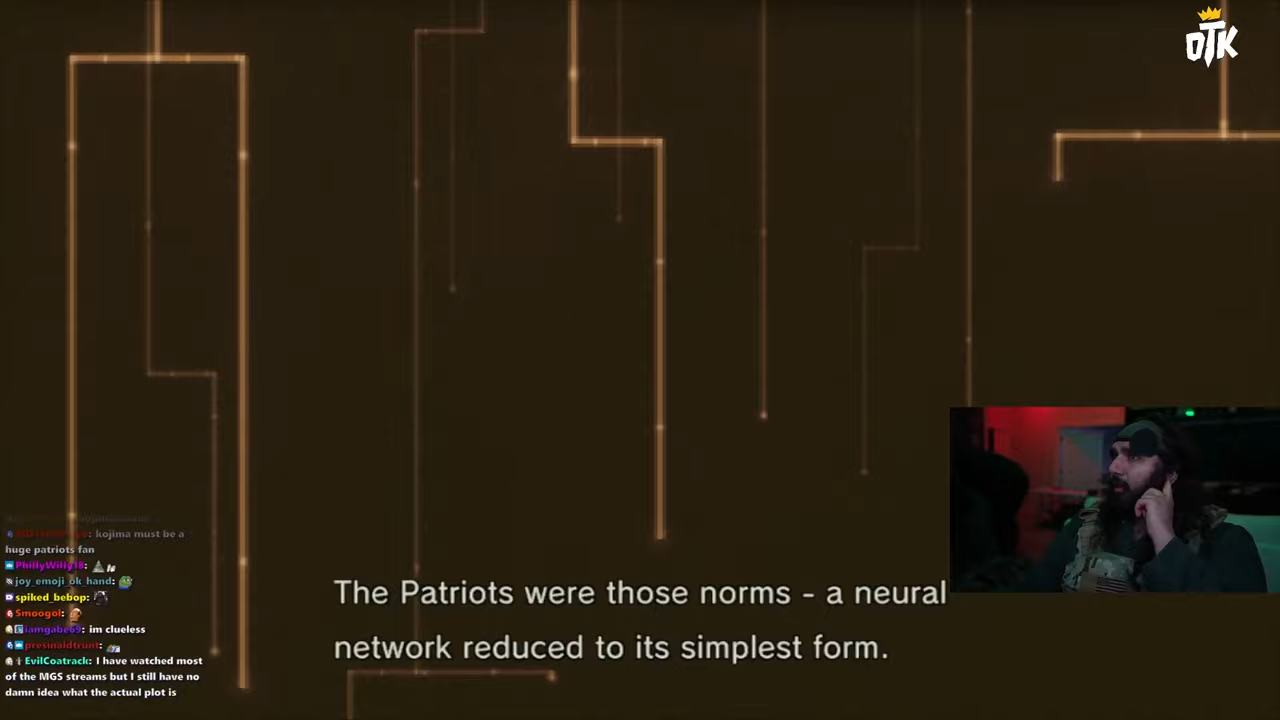 OTK
: kojima must be a
huge patriots fan
PhillyWilly18:
joy_emoji_ok_hand:
spiked_bebop:
Smoogol:
iamgabe69: im clueless
presinaldtrunt:
EvilCoatrack: I have watched most
of the MGS streams but I still have no
damn idea what the actual plot is
The Patriots were those norms - a neural
network reduced to its simplest form.